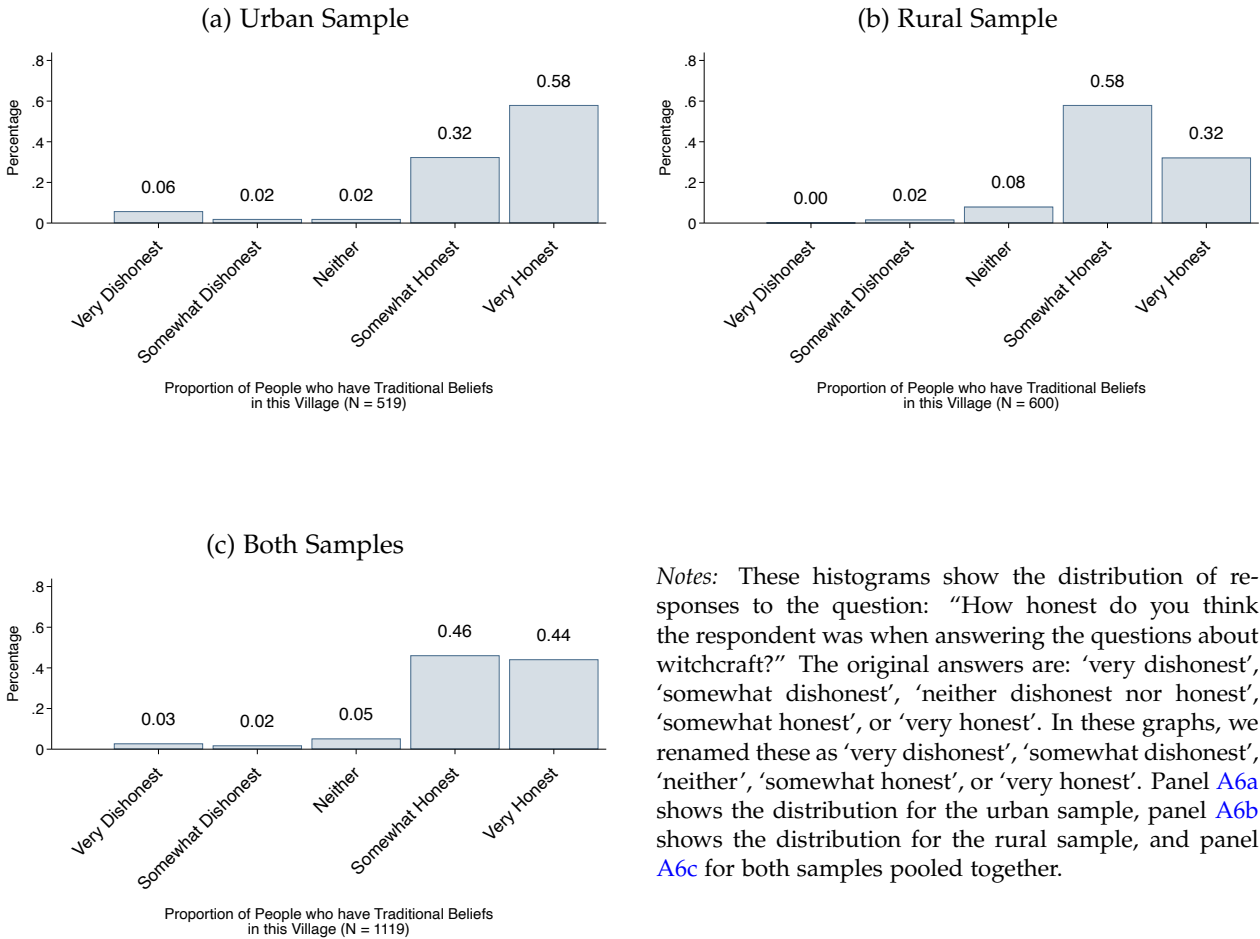 (a) Urban Sample
Percentage
.8
.6
.4
.2
0
0.06
0.02
0.02
0.32
0.58
Very Dishonest
Somewhat Dishonest
Neither
Somewhat Honest
Very Honest
Proportion of People who have Traditional Beliefs
in this Village (N = 519)
(b) Rural Sample
Percentage
.8
.6
.4
.2
0
0.00
0.02
0.08
0.58
0.32
Very Dishonest
Somewhat Dishonest
Neither
Somewhat Honest
Very Honest
Proportion of People who have Traditional Beliefs
in this Village (N = 600)
(c) Both Samples
Percentage
.8
.6
.4
.2
0
0.03
0.02
0.05
0.46
0.44
Very Dishonest
Somewhat Dishonest
Neither
Somewhat Honest
Very Honest
Proportion of People who have Traditional Beliefs
in this Village (N = 1119)
Notes: These histograms show the distribution of re-
sponses to the question: “How honest do you think
the respondent was when answering the questions about
witchcraft?” The original answers are: ‘very dishonest’,
‘somewhat dishonest’, ‘neither dishonest nor honest’,
‘somewhat honest’, or ‘very honest’. In these graphs, we
renamed these as ‘very dishonest’, ‘somewhat dishonest’,
‘neither’, ‘somewhat honest’, or ‘very honest’. Panel A6a
shows the distribution for the urban sample, panel A6b
shows the distribution for the rural sample, and panel
A6c for both samples pooled together.